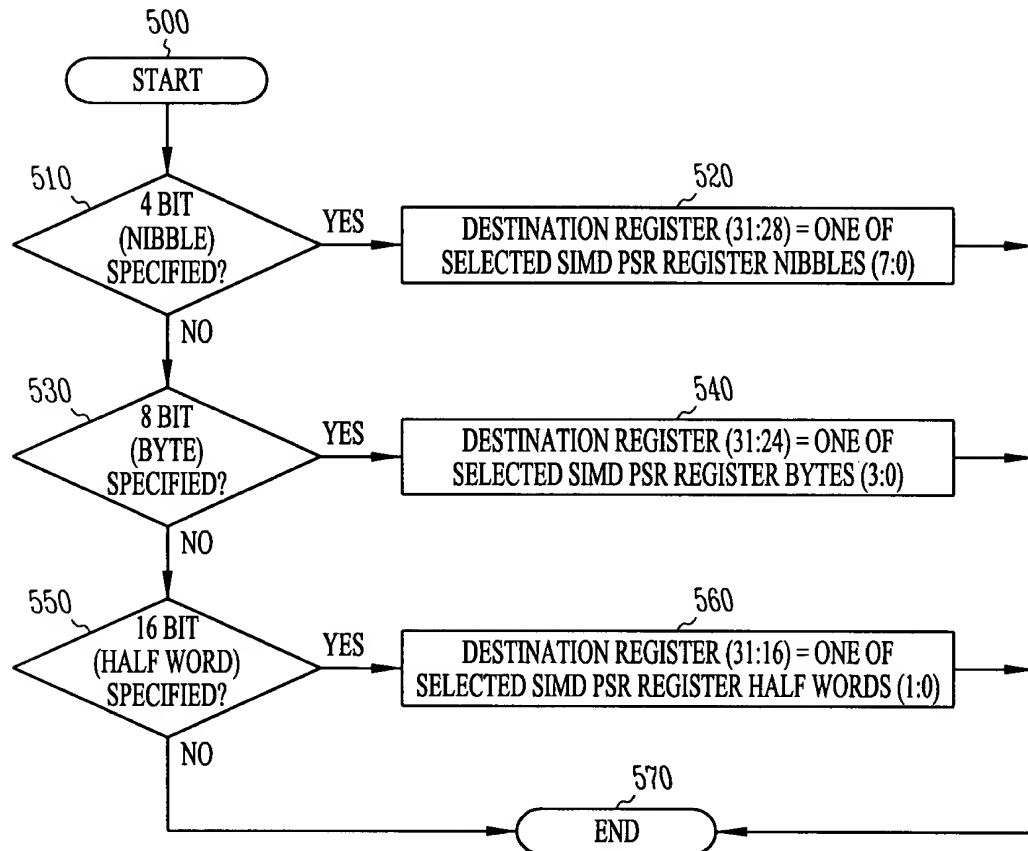 500
START
510
4 BIT
(NIBBLE)
SPECIFIED?
YES
520
DESTINATION REGISTER (31:28) = ONE OF
SELECTED SIMD PSR REGISTER NIBBLES (7:0)
NO
530
8 BIT
(BYTE)
SPECIFIED?
YES
540
DESTINATION REGISTER (31:24) = ONE OF
SELECTED SIMD PSR REGISTER BYTES (3:0)
NO
550
16 BIT
(HALF WORD)
SPECIFIED?
YES
560
DESTINATION REGISTER (31:16) = ONE OF
SELECTED SIMD PSR REGISTER HALF WORDS (1:0)
NO
570
END